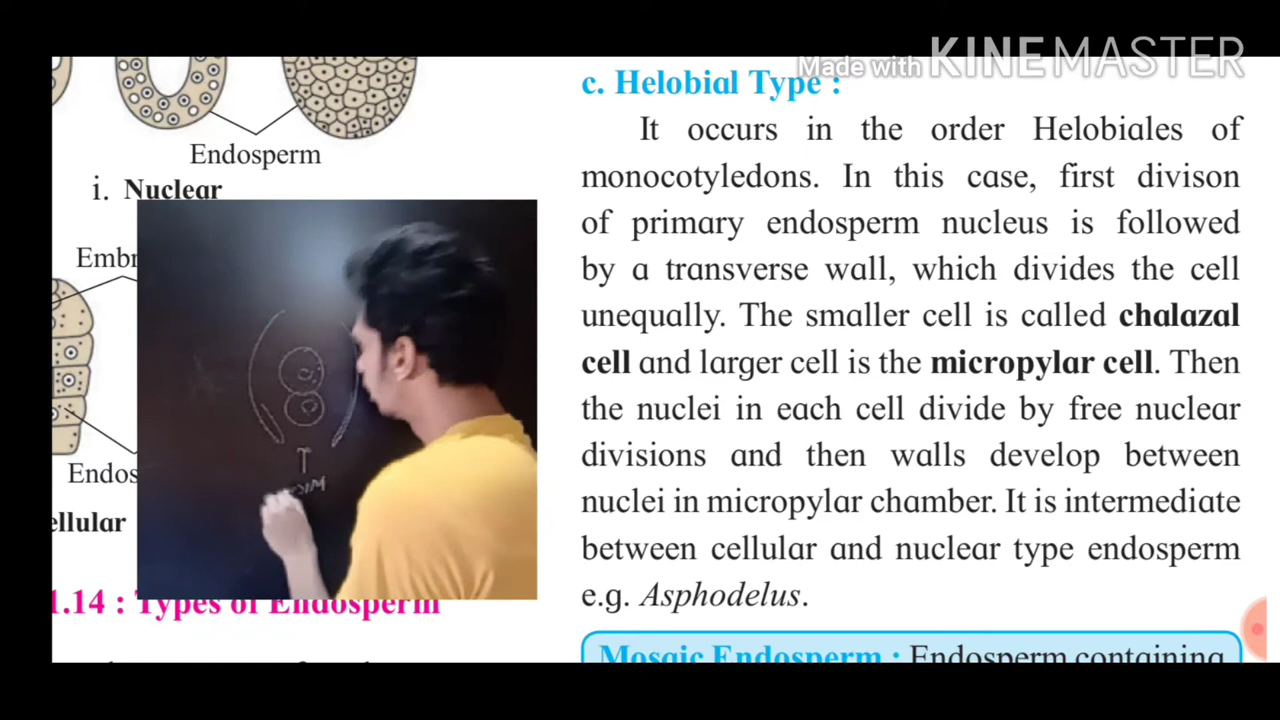 Made with KINEMASTER
Endosperm
i. Nuclear
Embr
Endos
ellular
1.14 : Types of Endosperm
c. Helobial Type :
It occurs in the order Helobiales of
monocotyledons. In this case, first divison
of primary endosperm nucleus is followed
by a transverse wall, which divides the cell
unequally. The smaller cell is called chalazal
cell and larger cell is the micropylar cell. Then
the nuclei in each cell divide by free nuclear
divisions and then walls develop between
nuclei in micropylar chamber. It is intermediate
between cellular and nuclear type endosperm
e.g. Asphodelus.
Mosaic Endosperm : Endosperm containing